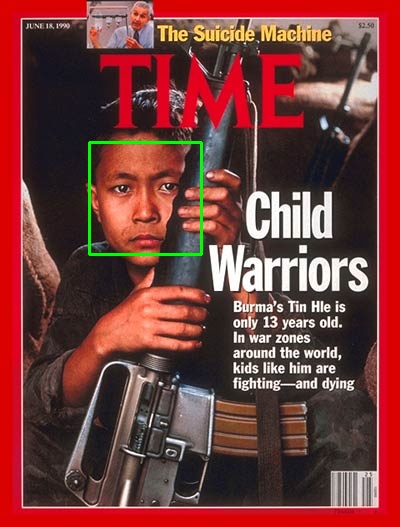 JUNE 18, 1990
The Suicide Machine
$2.50
TIME
Child
Warriors
Burma's Tin Hle is
only 13 years old.
In war zones
around the world,
kids like him are
fighting—and dying
25